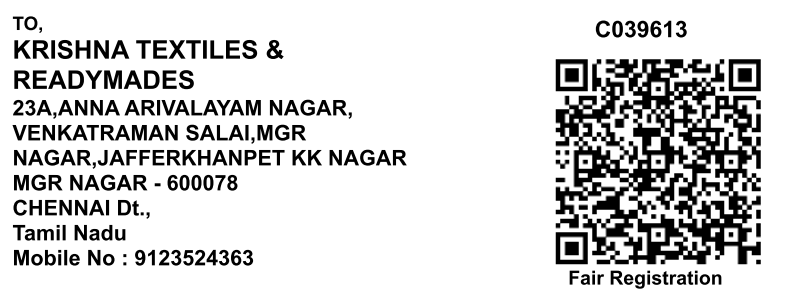 TO,
KRISHNA TEXTILES &
READYMADES
23A,ANNA ARIVALAYAM NAGAR,
VENKATRAMAN SALAI,MGR
NAGAR,JAFFERKHANPET KK NAGAR
MGR NAGAR - 600078
CHENNAI Dt.,
Tamil Nadu
Mobile No : 9123524363
C039613
Fair Registration